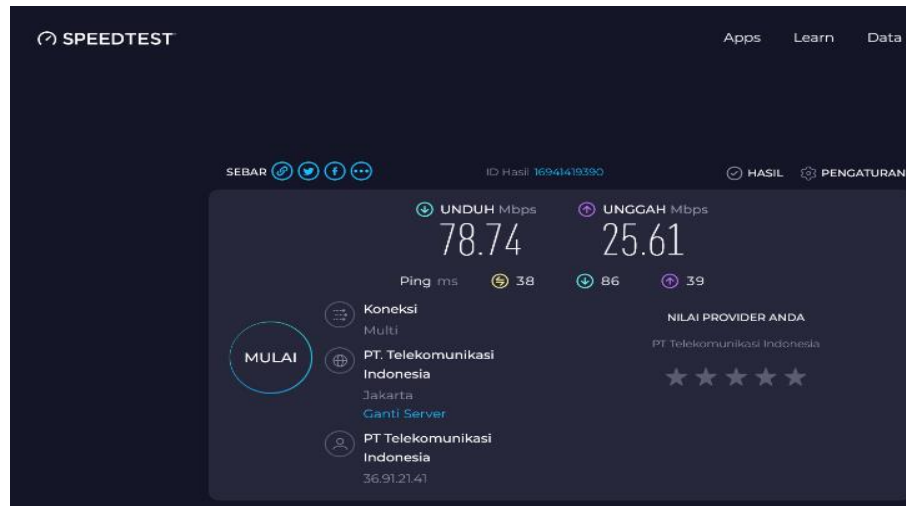 SPEEDTEST
Apps Learn Data
SEBAR ID Hasil 16941419390 HASIL PENGATURAN
UNDUH Mbps UNGGAH Mbps
78.74 25.61
Ping ms 38 86 39
Koneksi
Multi
NILAI PROVIDER ANDA
PT Telekomunikasi Indonesia
MULAI
PT. Telekomunikasi
Indonesia
Jakarta
Ganti Server
PT Telekomunikasi
Indonesia
36.91.21.41